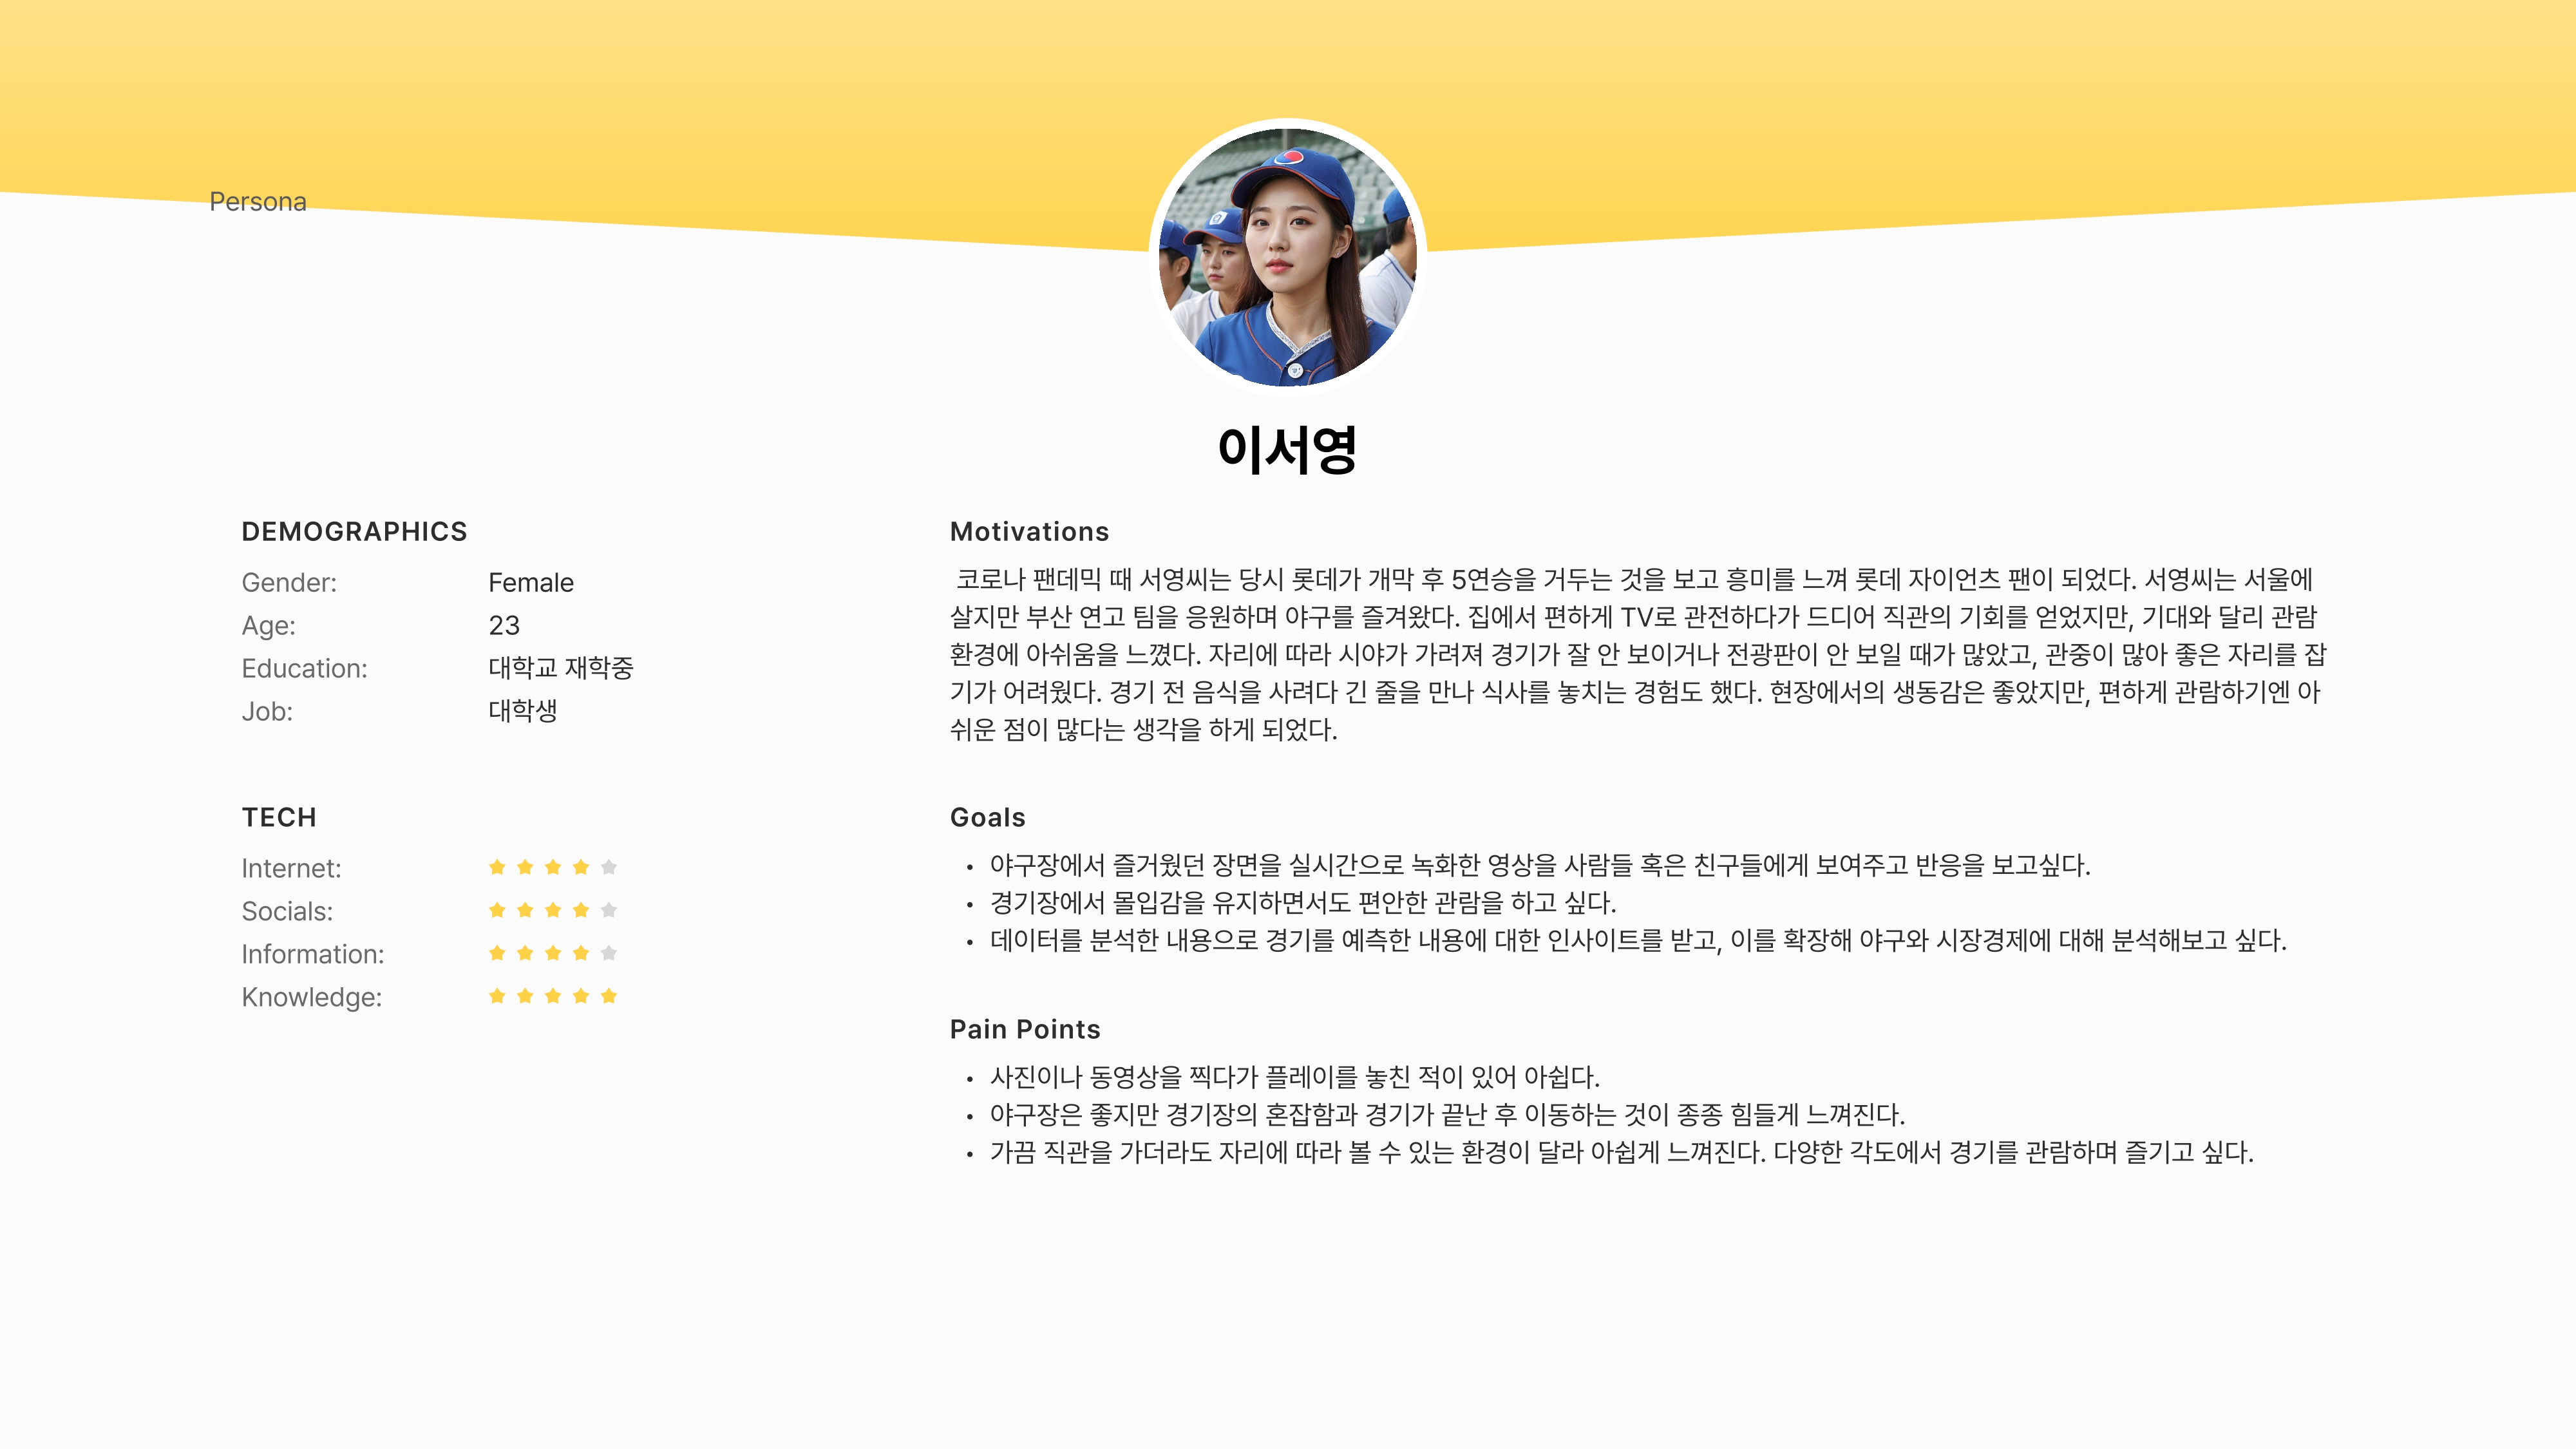 Persona
이서영
DEMOGRAPHICS
Gender: Female
Age: 23
Education: 대학교 재학중
Job: 대학생
TECH
Internet:
Socials:
Information:
Knowledge:
Motivations
코로나 팬데믹 때 서영씨는 당시 롯데가 개막 후 5연승을 거두는 것을 보고 흥미를 느껴 롯데 자이언츠 팬이 되었다. 서영씨는 서울에
살지만 부산 연고 팀을 응원하며 야구를 즐겨왔다. 집에서 편하게 TV로 관전하다가 드디어 직관의 기회를 얻었지만, 기대와 달리 관람
환경에 아쉬움을 느꼈다. 자리에 따라 시야가 가려져 경기가 잘 안 보이거나 전광판이 안 보일 때가 많았고, 관중이 많아 좋은 자리를 잡
기가 어려웠다. 경기 전 음식을 사려다 긴 줄을 만나 식사를 놓치는 경험도 했다. 현장에서의 생동감은 좋았지만, 편하게 관람하기엔 아
쉬운 점이 많다는 생각을 하게 되었다.
Goals
• 야구장에서 즐거웠던 장면을 실시간으로 녹화한 영상을 사람들 혹은 친구들에게 보여주고 반응을 보고싶다.
• 경기장에서 몰입감을 유지하면서도 편안한 관람을 하고 싶다.
• 데이터를 분석한 내용으로 경기를 예측한 내용에 대한 인사이트를 받고, 이를 확장해 야구와 시장경제에 대해 분석해보고 싶다.
Pain Points
• 사진이나 동영상을 찍다가 플레이를 놓친 적이 있어 아쉽다.
• 야구장은 좋지만 경기장의 혼잡함과 경기가 끝난 후 이동하는 것이 종종 힘들게 느껴진다.
• 가끔 직관을 가더라도 자리에 따라 볼 수 있는 환경이 달라 아쉽게 느껴진다. 다양한 각도에서 경기를 관람하며 즐기고 싶다.